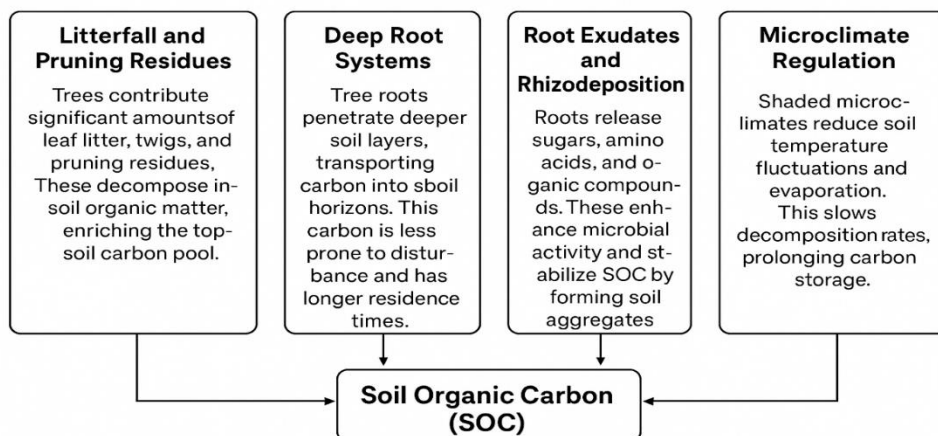 Litterfall and
Pruning Residues
Trees contribute
significant amountsof
leaf litter, twigs, and
pruning residues,
These decompose in-
soil organic matter,
enriching the top-
soil carbon pool.
Deep Root
Systems
Tree roots
penetrate deeper
soil layers,
transporting
carbon into sboil
horizons. This
carbon is less
prone to distur-
bance and has
longer residence
times.
Root Exudates
and
Rhizodeposition
Roots release
sugars, amino
acids, and o-
ganic compoun-
ds. These enh-
ance microbial
activity and st-
abilize SOC by
forming soil
aggregates
Microclimate
Regulation
Shaded microc-
limates reduce soil
temperature
fluctuations and
evaporation.
This slows
decomposition rates,
prolonging carbon
storage.
Soil Organic Carbon
(SOC)